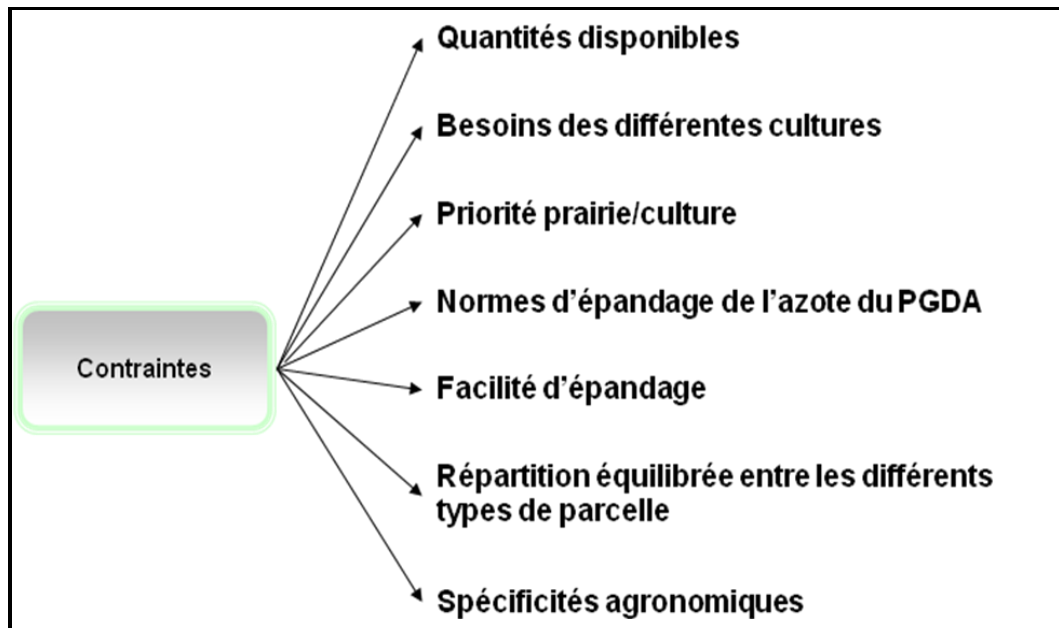 Quantités disponibles
Besoins des différentes cultures
Priorité prairie/culture
Normes d’épandage de l’azote du PGDA
Contraintes
Facilité d’épandage
Répartition équilibrée entre les différents
types de parcelle
Spécificités agronomiques